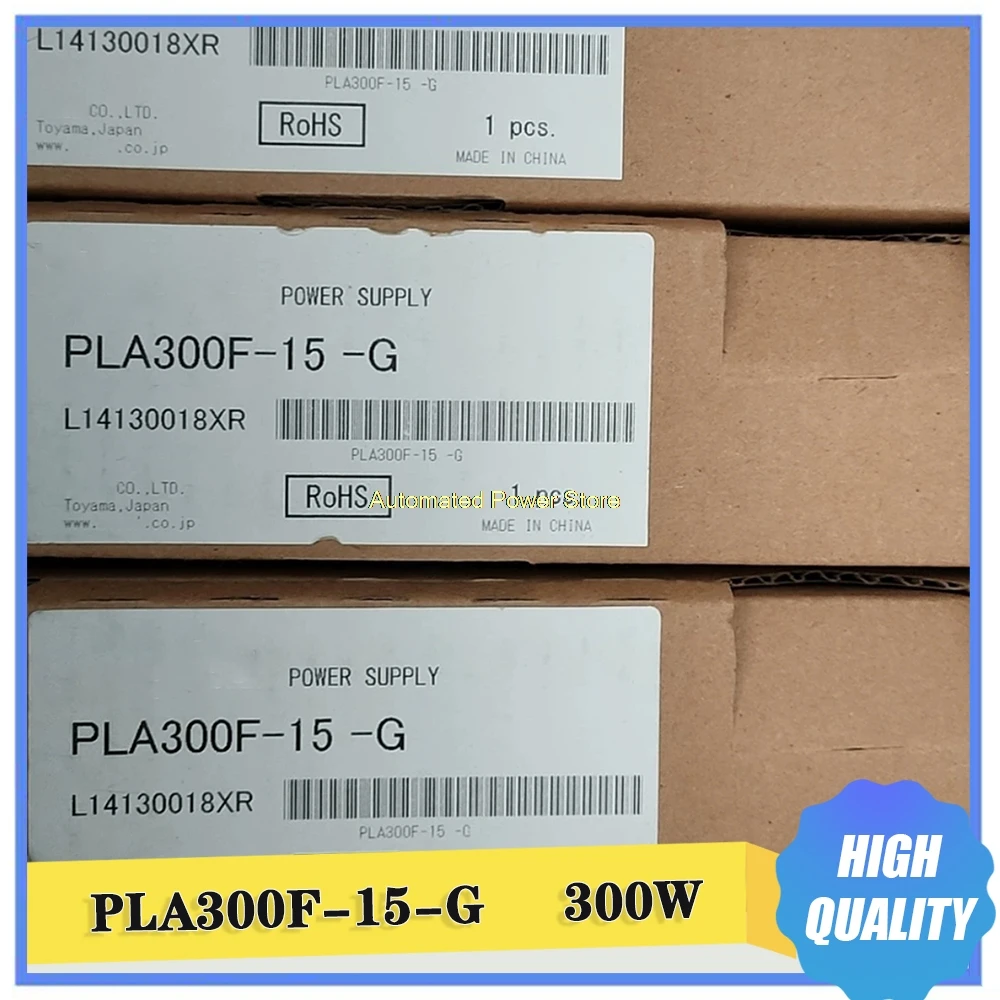 L14130018XR
PLA300F-15 -G
CO.,LTD.
Toyama,Japan
www. .co.jp
RoHS
1 pcs.
MADE IN CHINA
POWER SUPPLY
PLA300F-15 -G
L14130018XR
PLA300F-15 -G
CO.,LTD.
Toyama,Japan
www. .co.jp
RoHS
1 pcs.
Automated Power Store
MADE IN CHINA
POWER SUPPLY
PLA300F-15 -G
L14130018XR
PLA300F-15 -G
PLA300F-15-G 300W
HIGH
QUALITY